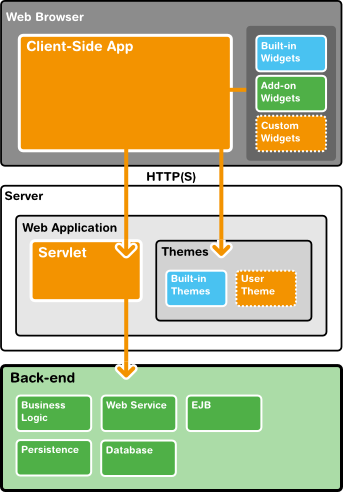 Web Browser
Client-Side App
Built-in
Widgets
Add-on
Widgets
Custom
Widgets
HTTP(S)
Server
Web Application
Servlet
Themes
Built-in
Themes
User
Theme
Back-end
Business
Logic
Web Service
EJB
Persistence
Database